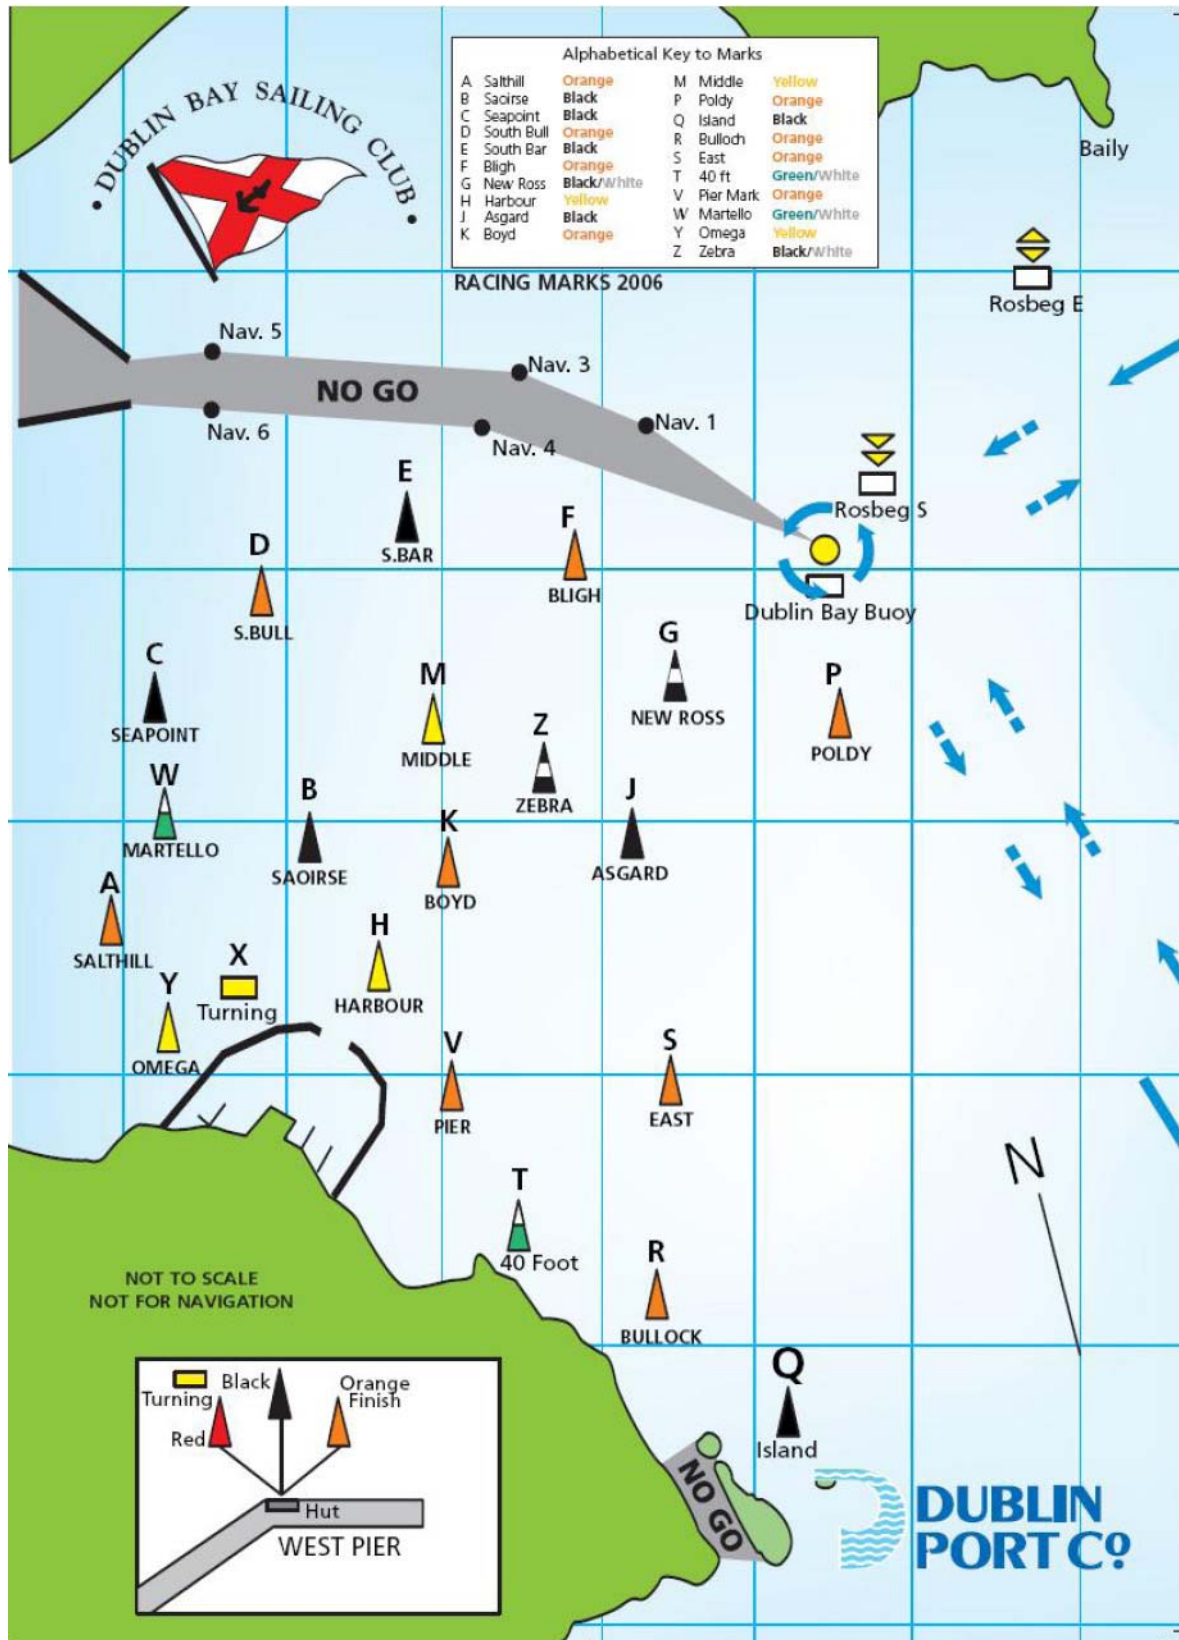 DUBLIN BAY SAILING CLUB
Alphabetical Key to Marks
A Salthill Orange
B Saoirse Black
C Seapoint Black
D South Bull Orange
E South Bar Black
F Bligh Orange
G New Ross Black/White
H Harbour Yellow
J Asgard Black
K Boyd Orange
M Middle Yellow
P Poldy Orange
Q Island Black
R Bulloch Orange
S East Orange
T 40 ft Green/White
V Pier Mark Orange
W Martello Green/White
Y Omega Yellow
Z Zebra Black/White
RACING MARKS 2006
Baily
Rosbeg E
Nav. 5
Nav. 3
NO GO
Nav. 1
Nav. 6
Nav. 4
Rosbeg S
E
S.BAR
F
BLIGH
D
S.BULL
Dublin Bay Buoy
G
NEW ROSS
C
SEAPOINT
M
MIDDLE
P
POLDY
Z
ZEBRA
W
MARTELLO
B
SAOIRSE
K
BOYD
J
ASGARD
A
SALTHILL
H
HARBOUR
X
Turning
Y
OMEGA
V
PIER
S
EAST
N
T
40 Foot
R
BULLOCK
NOT TO SCALE
NOT FOR NAVIGATION
Q
Island
NO GO
Turning
Black
Orange
Finish
Red
Hut
WEST PIER
DUBLIN
PORT Cº